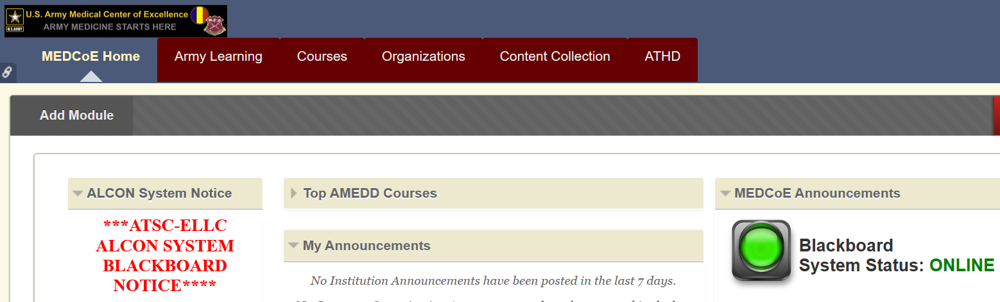 U.S. Army Medical Center of Excellence
ARMY MEDICINE STARTS HERE
U.S. ARMY
MEDCoE Home
Army Learning
Courses
Organizations
Content Collection
ATHD
Add Module
ALCON System Notice
***ATSC-ELLC
ALCON SYSTEM
BLACKBOARD
NOTICE****
Top AMEDD Courses
My Announcements
No Institution Announcements have been posted in the last 7 days.
MEDCoE Announcements
Blackboard
System Status: ONLINE